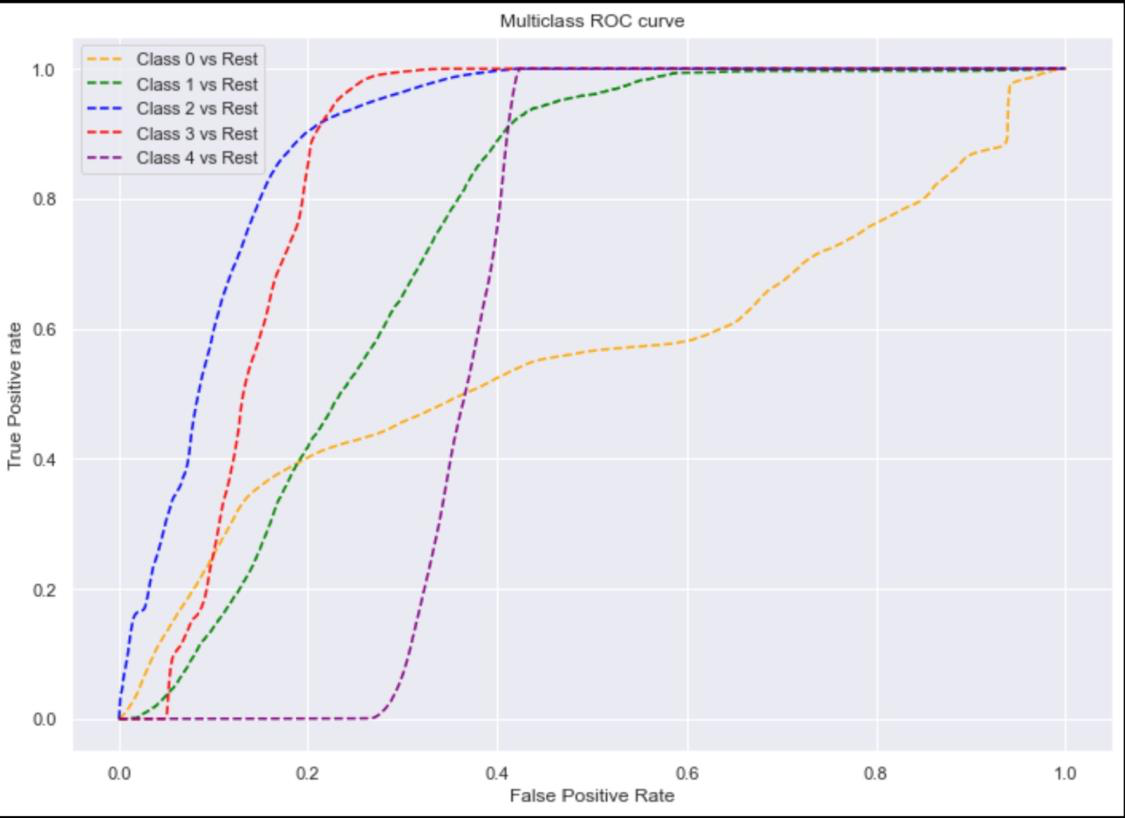 Multiclass ROC curve
Class 0 vs Rest
Class 1 vs Rest
Class 2 vs Rest
Class 3 vs Rest
Class 4 vs Rest
1.0
0.8
0.6
0.4
0.2
0.0
True Positive rate
0.0 0.2 0.4 0.6 0.8 1.0
False Positive Rate